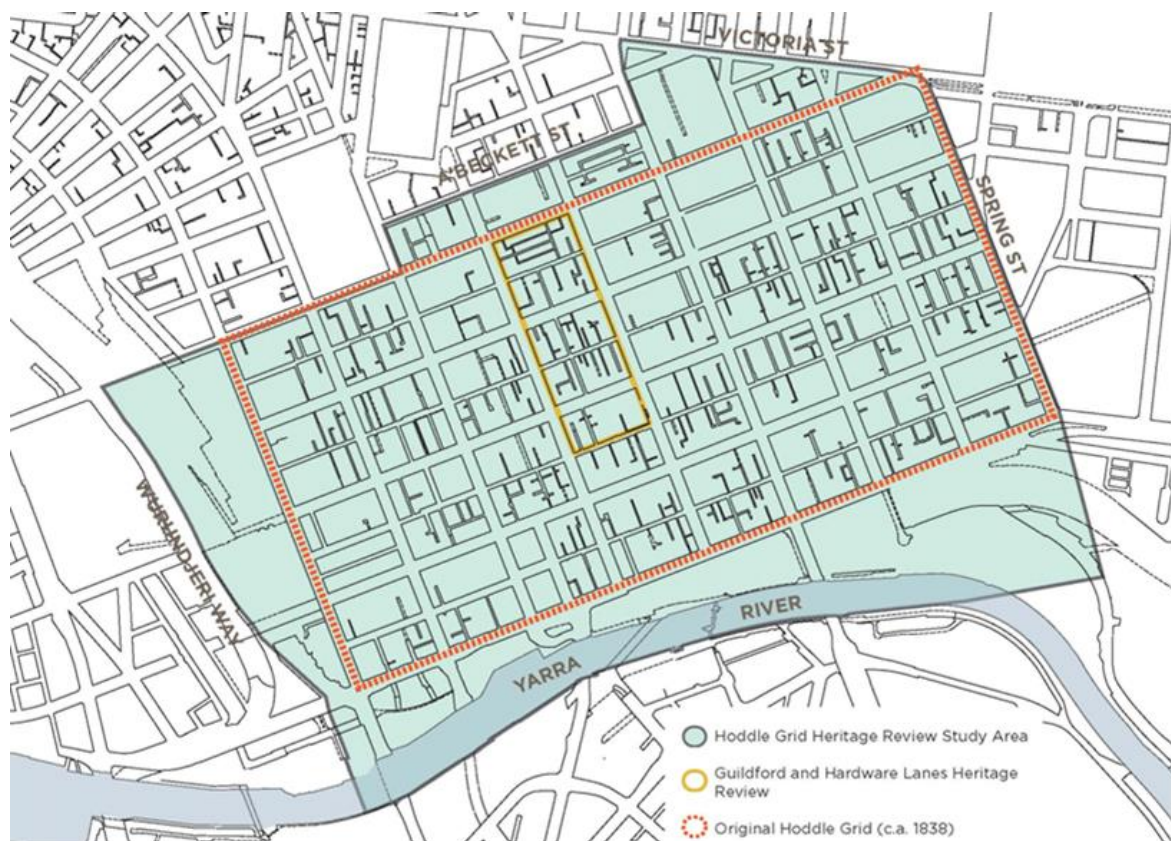 VICTORIA ST
A'BECKETT ST
SPRING ST
WURUNDJERI WAY
YARRA RIVER
Hoddle Grid Heritage Review Study Area
Guildford and Hardware Lanes Heritage
Review
Original Hoddle Grid (c.a. 1838)